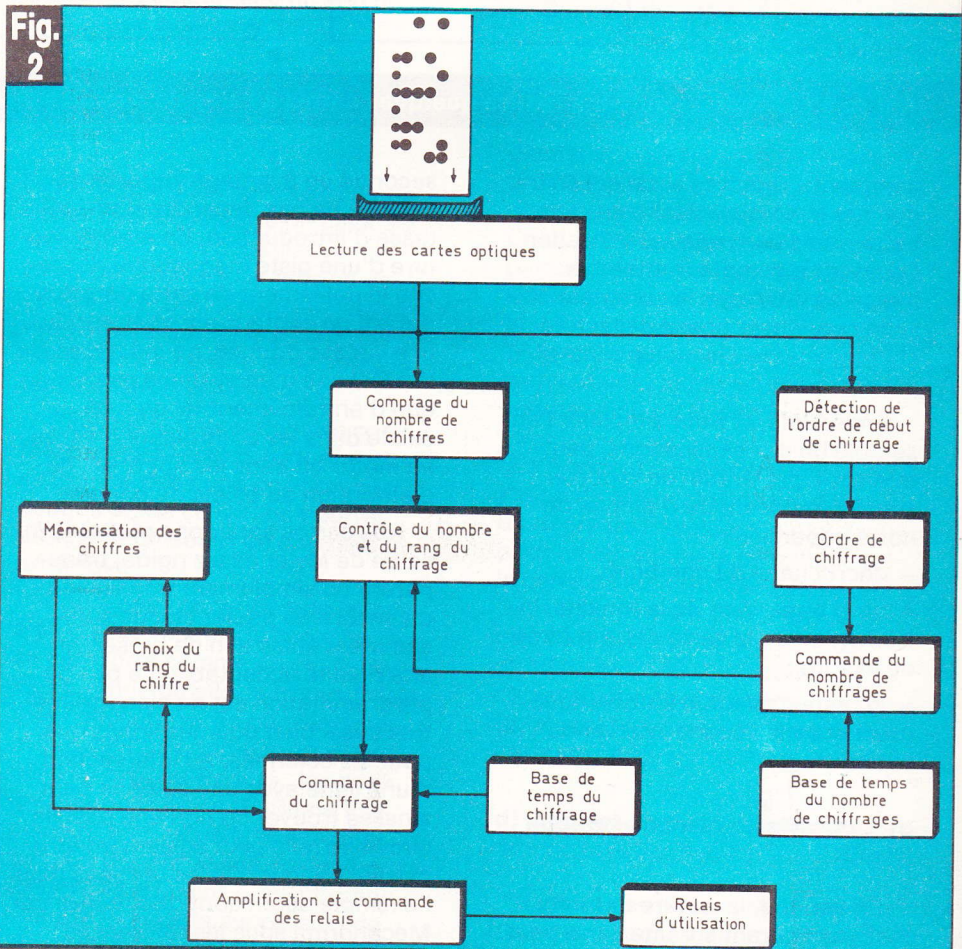 Fig.
2
Lecture des cartes optiques
Comptage du
nombre de
chiffres
Détection de
l'ordre de début
de chiffrage
Mémorisation des
chiffres
Contrôle du nombre
et du rang du
chiffrage
Ordre de
chiffrage
Choix du
rang du
chiffre
Commande du
nombre de
chiffrages
Commande
du chiffrage
Base de
temps du
chiffrage
Base de temps
du nombre
de chiffrages
Amplification et commande
des relais
Relais
d'utilisation